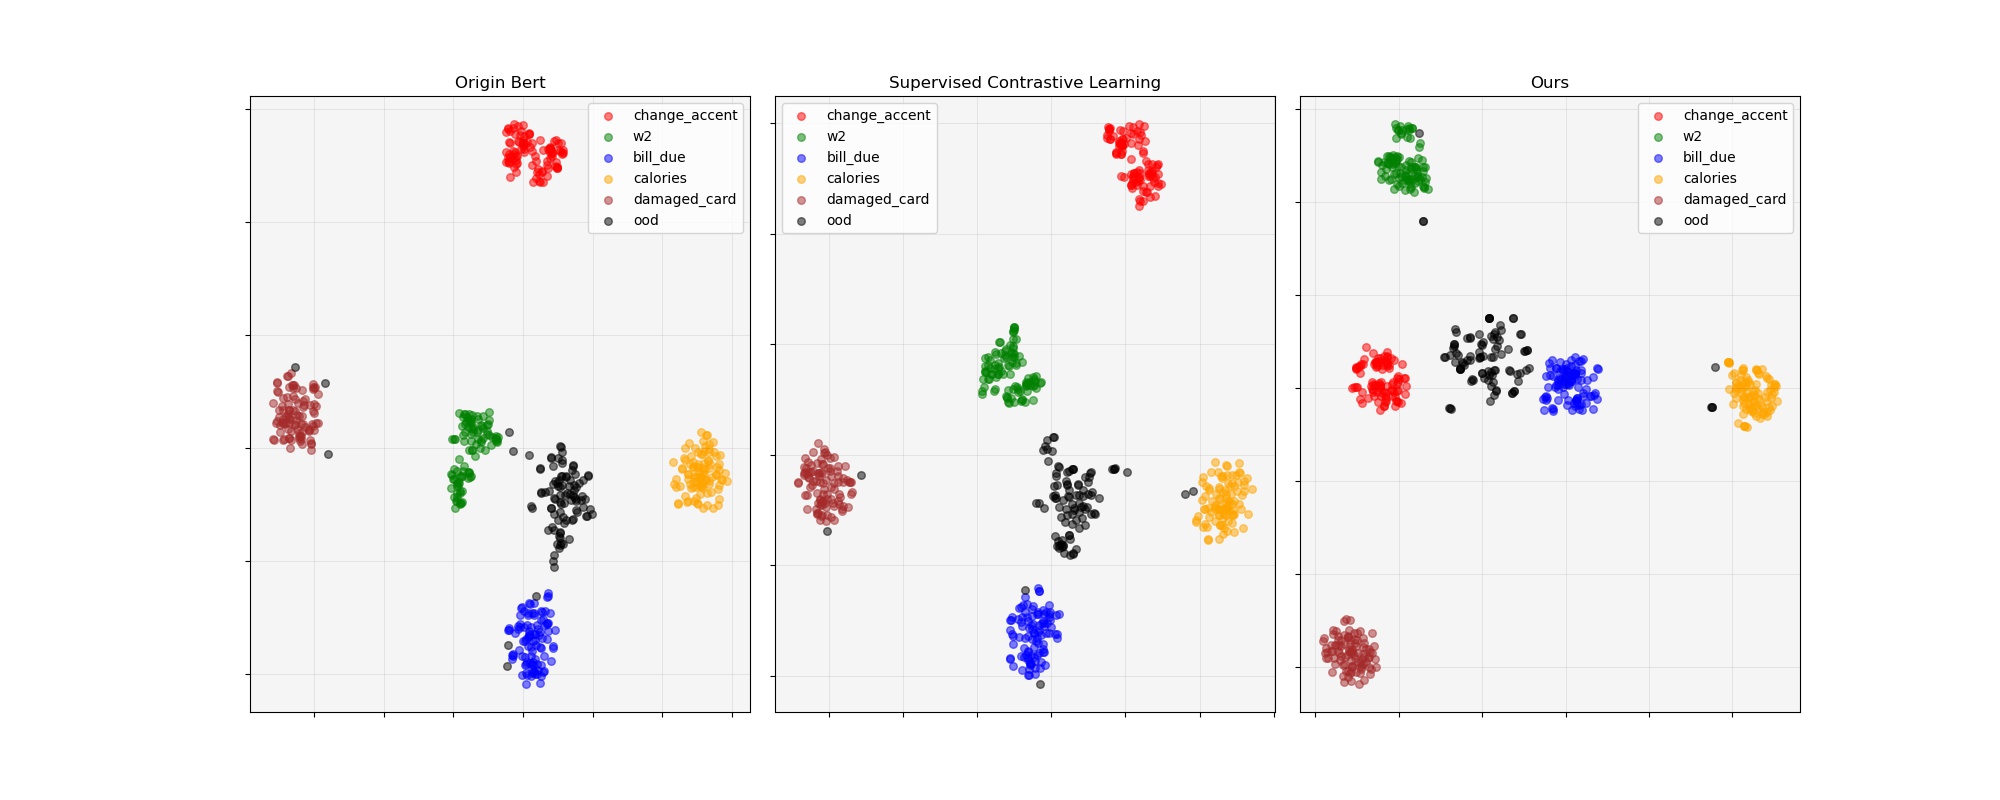 Origin Bert
change_accent
w2
bill_due
calories
damaged_card
ood
Supervised Contrastive Learning
change_accent
w2
bill_due
calories
damaged_card
ood
Ours
change_accent
w2
bill_due
calories
damaged_card
ood